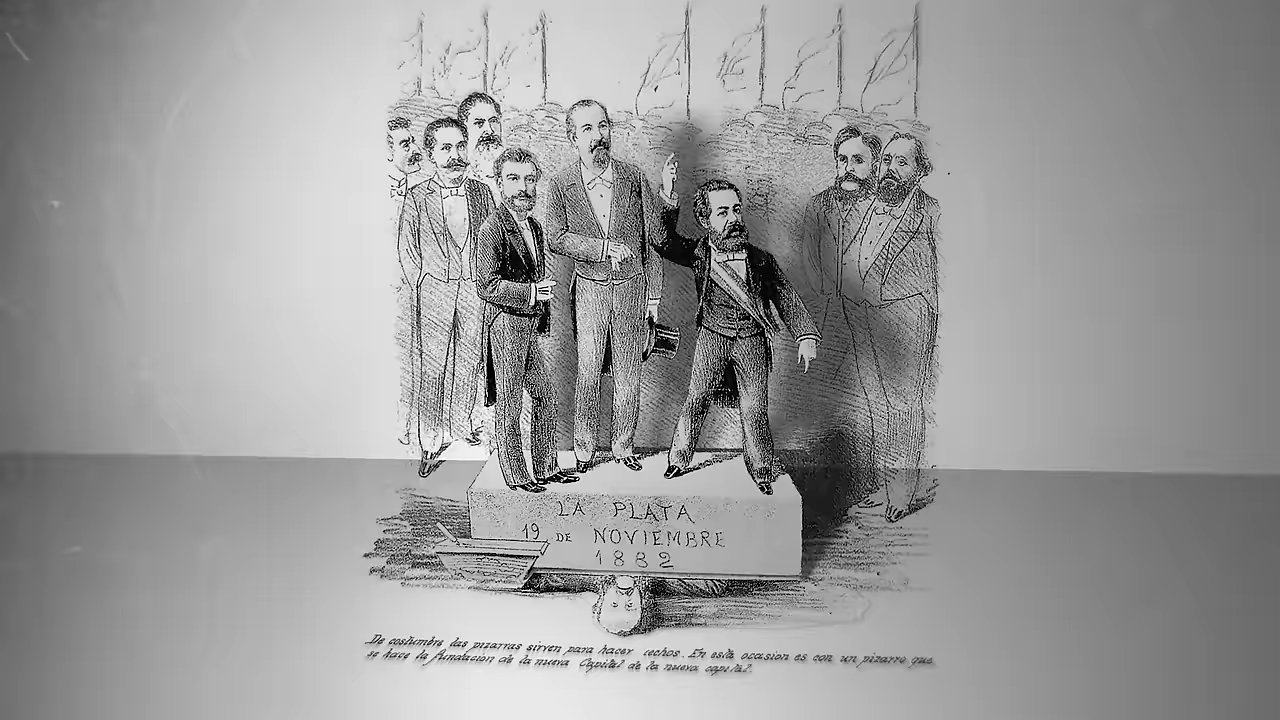 LA PLATA
19 DE NOVIEMBRE
1882
De costumbre las pizarras sirven para hacer techos. En esta ocasion es con un pizarro que
se hace la fundacion de la nueva Capital de la nueva capital.